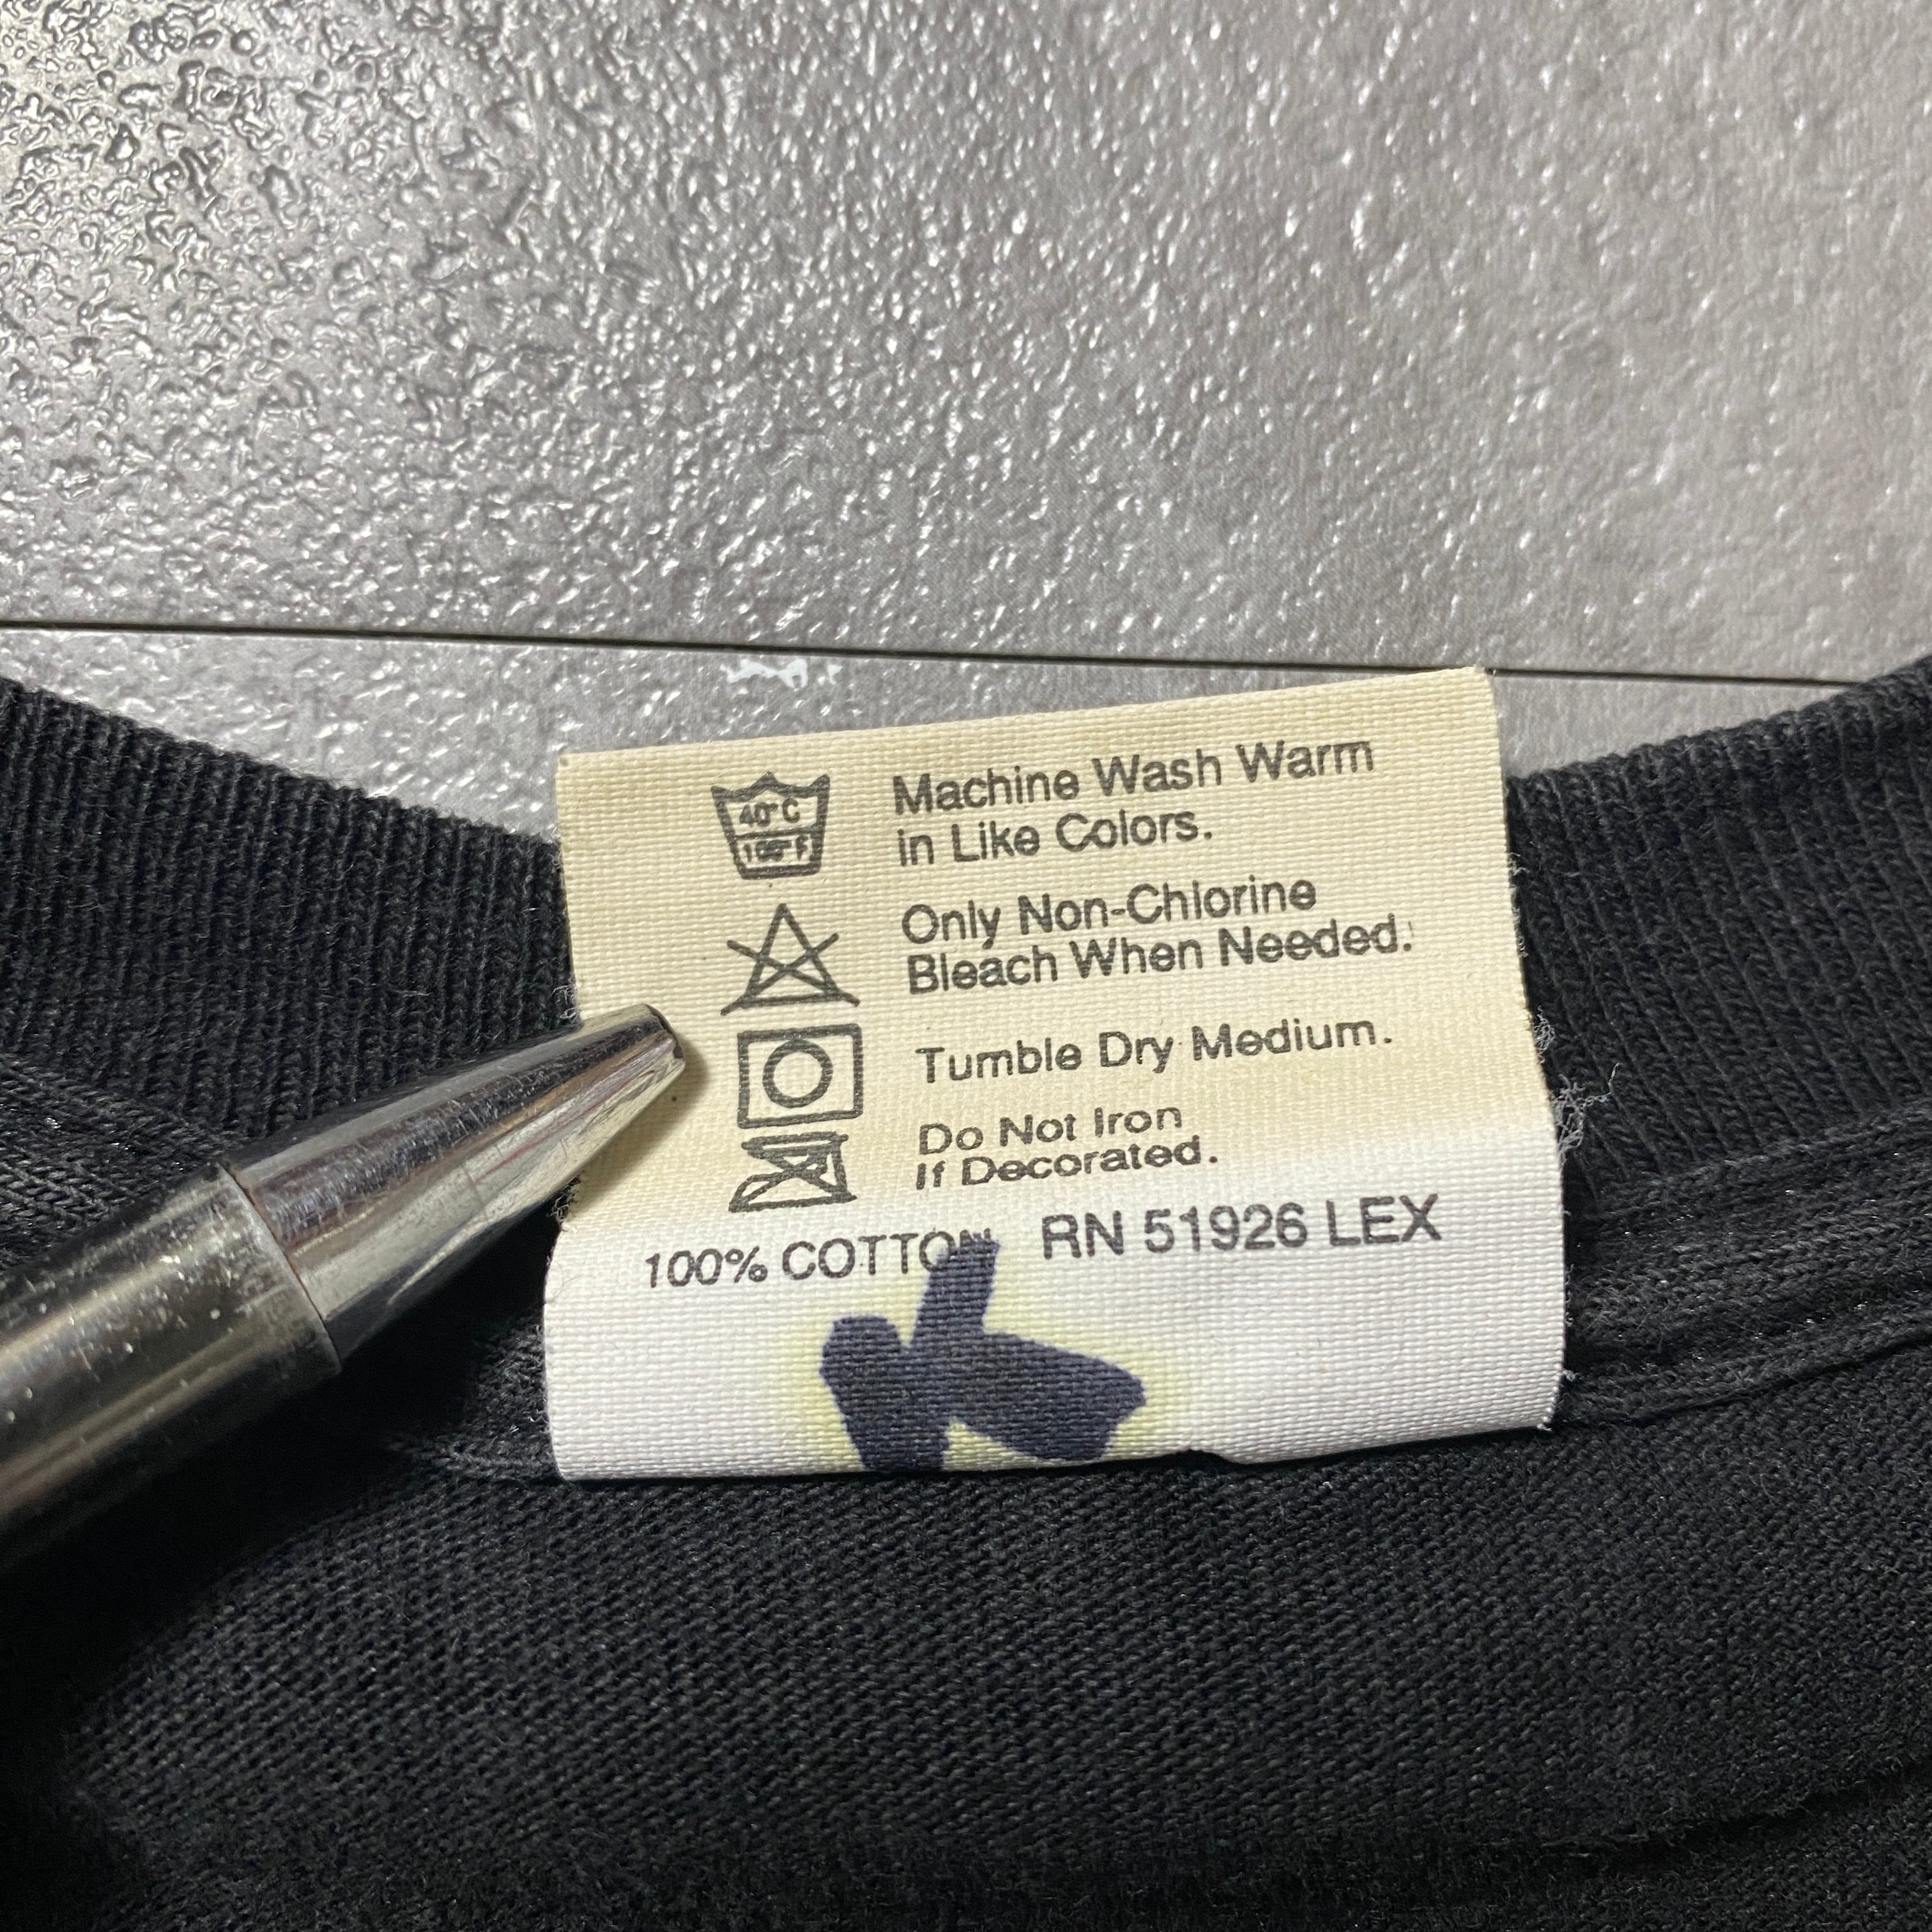 40°C
Machine Wash Warm
in Like Colors.
Only Non-Chlorine
Bleach When Needed.
Tumble Dry Medium.
Do Not Iron
If Decorated.
100% COTTON RN 51926 LEX